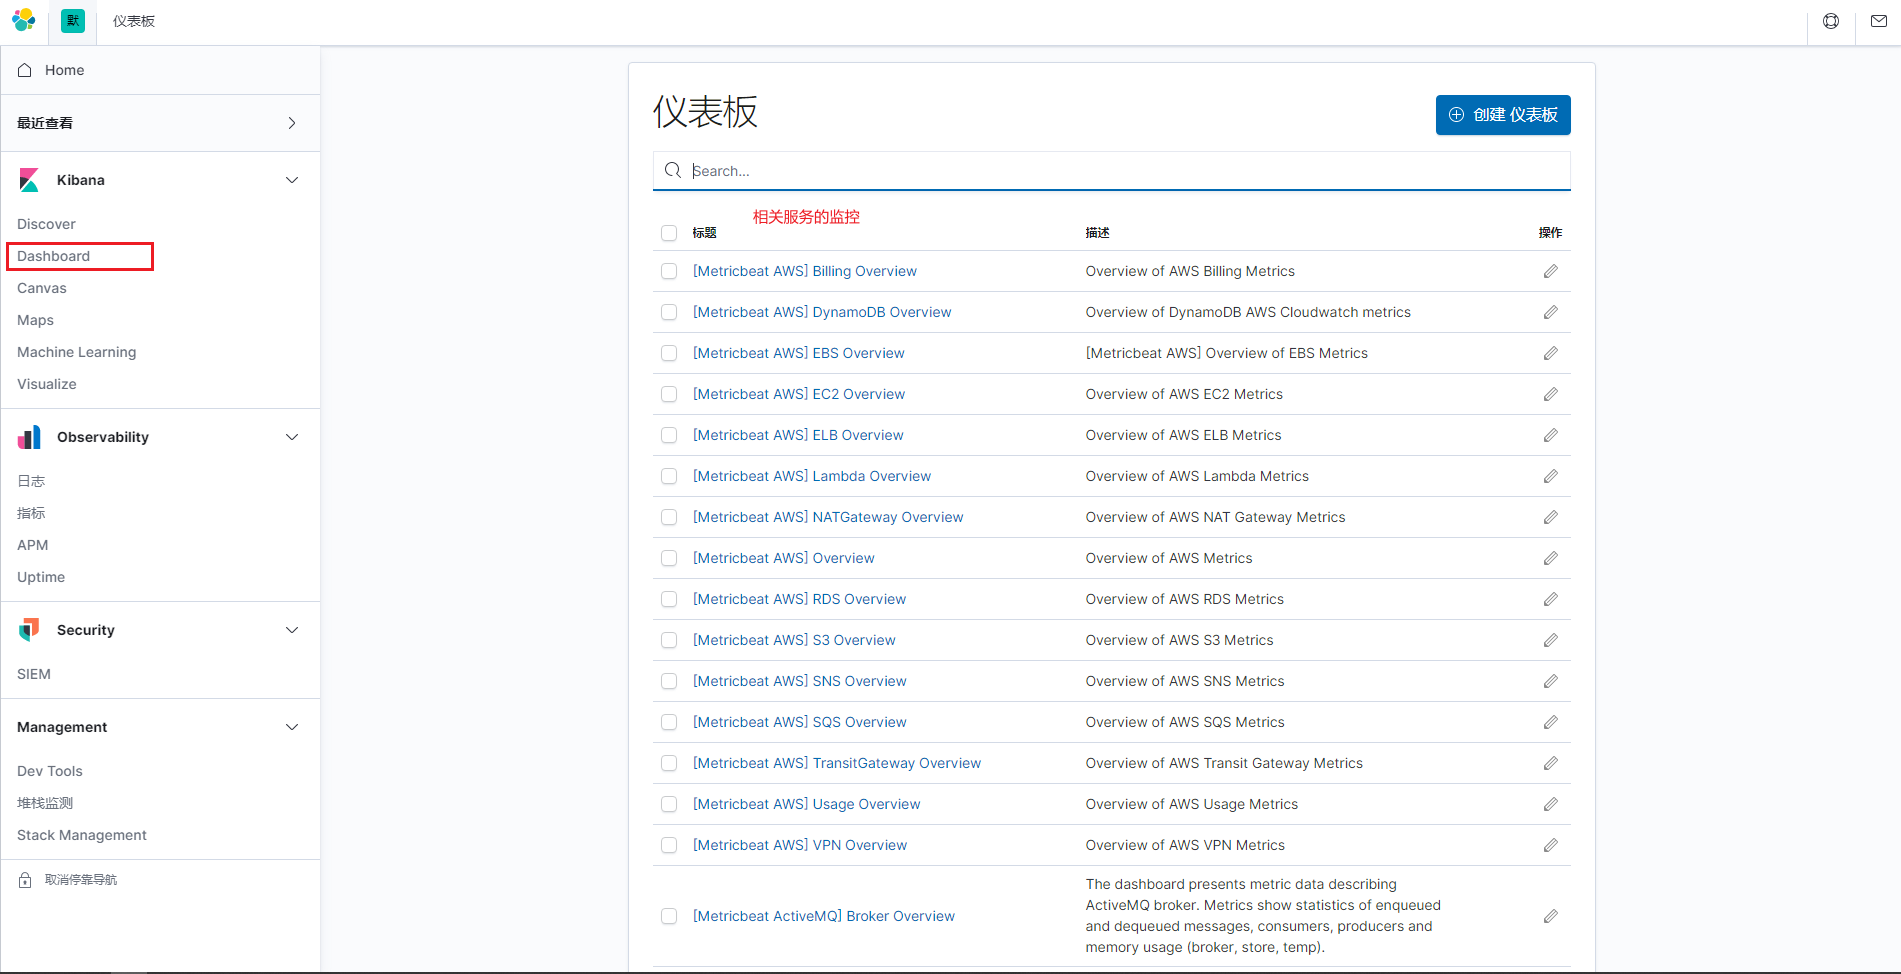 默 仪表板
Home
最近查看
Kibana
Discover
Dashboard
Canvas
Maps
Machine Learning
Visualize
Observability
日志
指标
APM
Uptime
Security
SIEM
Management
Dev Tools
堆栈监测
Stack Management
取消停靠导航
仪表板
创建 仪表板
Search...
相关服务的监控
标题 描述 操作
[Metricbeat AWS] Billing Overview Overview of AWS Billing Metrics
[Metricbeat AWS] DynamoDB Overview Overview of DynamoDB AWS Cloudwatch metrics
[Metricbeat AWS] EBS Overview [Metricbeat AWS] Overview of EBS Metrics
[Metricbeat AWS] EC2 Overview Overview of AWS EC2 Metrics
[Metricbeat AWS] ELB Overview Overview of AWS ELB Metrics
[Metricbeat AWS] Lambda Overview Overview of AWS Lambda Metrics
[Metricbeat AWS] NATGateway Overview Overview of AWS NAT Gateway Metrics
[Metricbeat AWS] Overview Overview of AWS Metrics
[Metricbeat AWS] RDS Overview Overview of AWS RDS Metrics
[Metricbeat AWS] S3 Overview Overview of AWS S3 Metrics
[Metricbeat AWS] SNS Overview Overview of AWS SNS Metrics
[Metricbeat AWS] SQS Overview Overview of AWS SQS Metrics
[Metricbeat AWS] TransitGateway Overview Overview of AWS Transit Gateway Metrics
[Metricbeat AWS] Usage Overview Overview of AWS Usage Metrics
[Metricbeat AWS] VPN Overview Overview of AWS VPN Metrics
[Metricbeat ActiveMQ] Broker Overview
The dashboard presents metric data describing
ActiveMQ broker. Metrics show statistics of enqueued
and dequeued messages, consumers, producers and
memory usage (broker, store, temp).